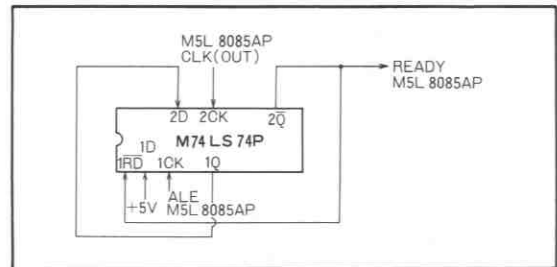 M5L 8085AP
CLK(OUT)
READY
M5L 8085AP
2D 2CK 2Q̅
M74 LS 74P
1D
1R̅D̅ 1CK 1Q
+5V
ALE
M5L 8085AP